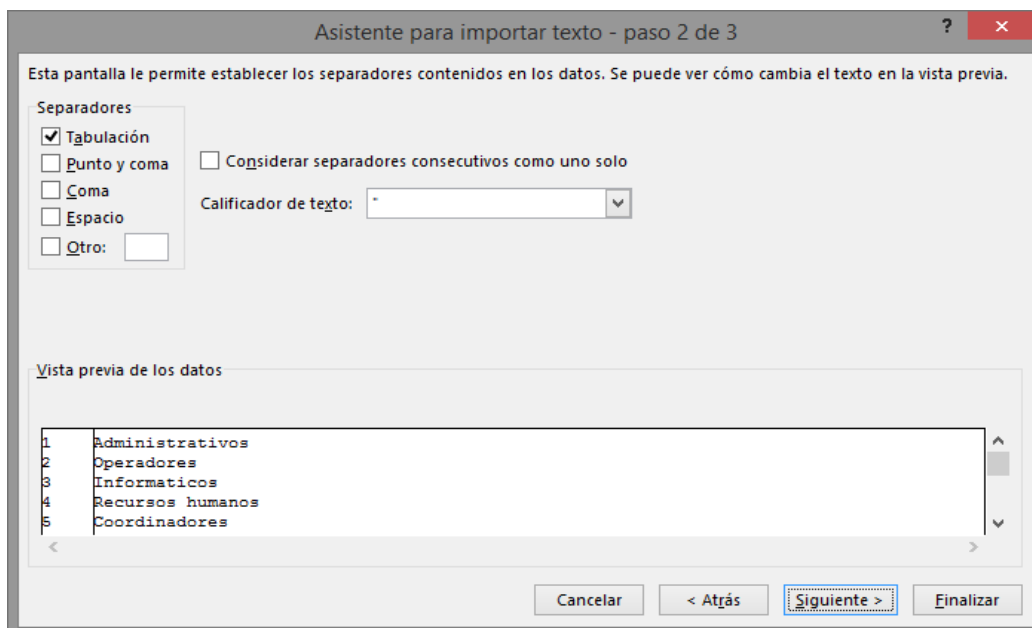 Asistente para importar texto - paso 2 de 3
?
Esta pantalla le permite establecer los separadores contenidos en los datos. Se puede ver cómo cambia el texto en la vista previa.
Separadores
Tabulación
Punto y coma
Coma
Espacio
Otro:
Considerar separadores consecutivos como uno solo
Calificador de texto: "
Vista previa de los datos
1 Administrativos
2 Operadores
3 Informaticos
4 Recursos humanos
5 Coordinadores
Cancelar
< Atrás
Siguiente >
Finalizar